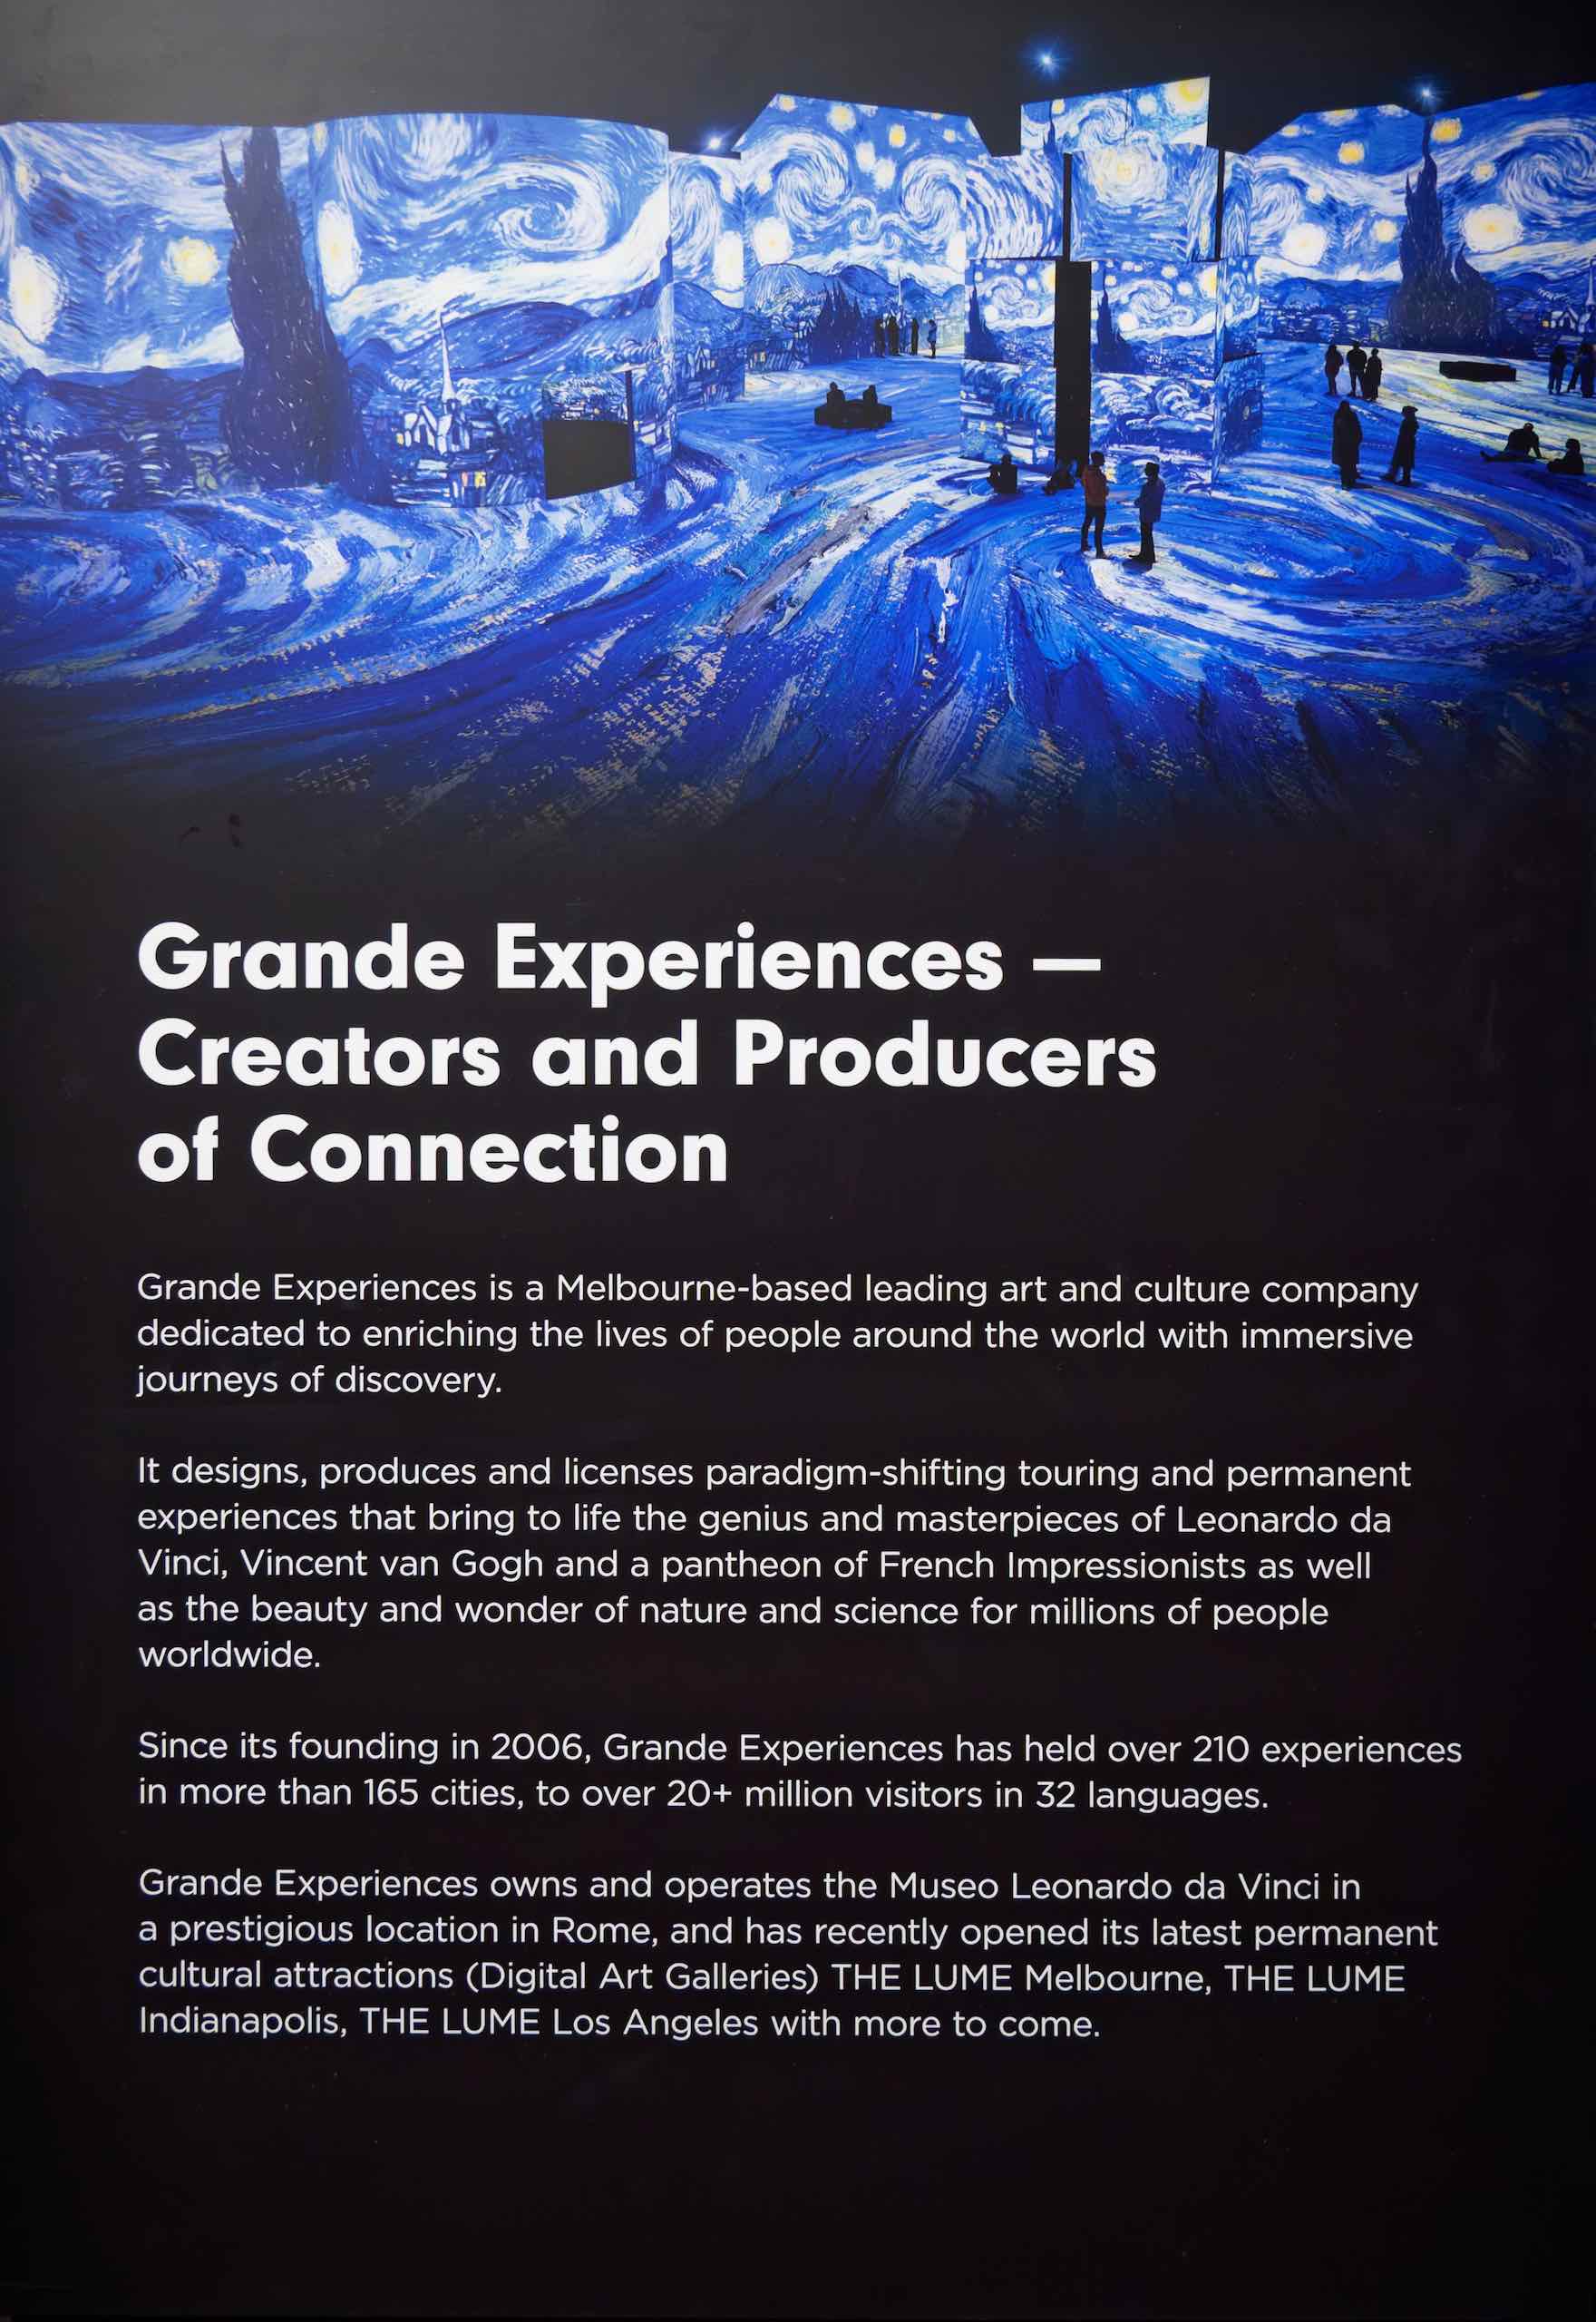 Grande Experiences —
Creators and Producers
of Connection
Grande Experiences is a Melbourne-based leading art and culture company
dedicated to enriching the lives of people around the world with immersive
journeys of discovery.
It designs, produces and licenses paradigm-shifting touring and permanent
experiences that bring to life the genius and masterpieces of Leonardo da
Vinci, Vincent van Gogh and a pantheon of French Impressionists as well
as the beauty and wonder of nature and science for millions of people
worldwide.
Since its founding in 2006, Grande Experiences has held over 210 experiences
in more than 165 cities, to over 20+ million visitors in 32 languages.
Grande Experiences owns and operates the Museo Leonardo da Vinci in
a prestigious location in Rome, and has recently opened its latest permanent
cultural attractions (Digital Art Galleries) THE LUME Melbourne, THE LUME
Indianapolis, THE LUME Los Angeles with more to come.